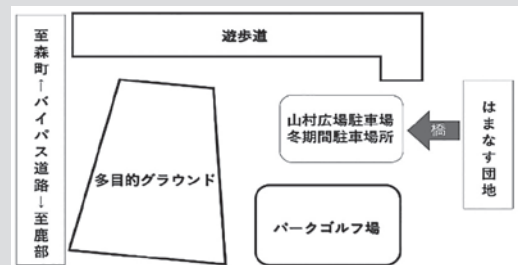 遊歩道
至森町←バイパス道路→至鹿部
山村広場駐車場
冬期間駐車場所
橋
はまなす団地
多目的グラウンド
パークゴルフ場